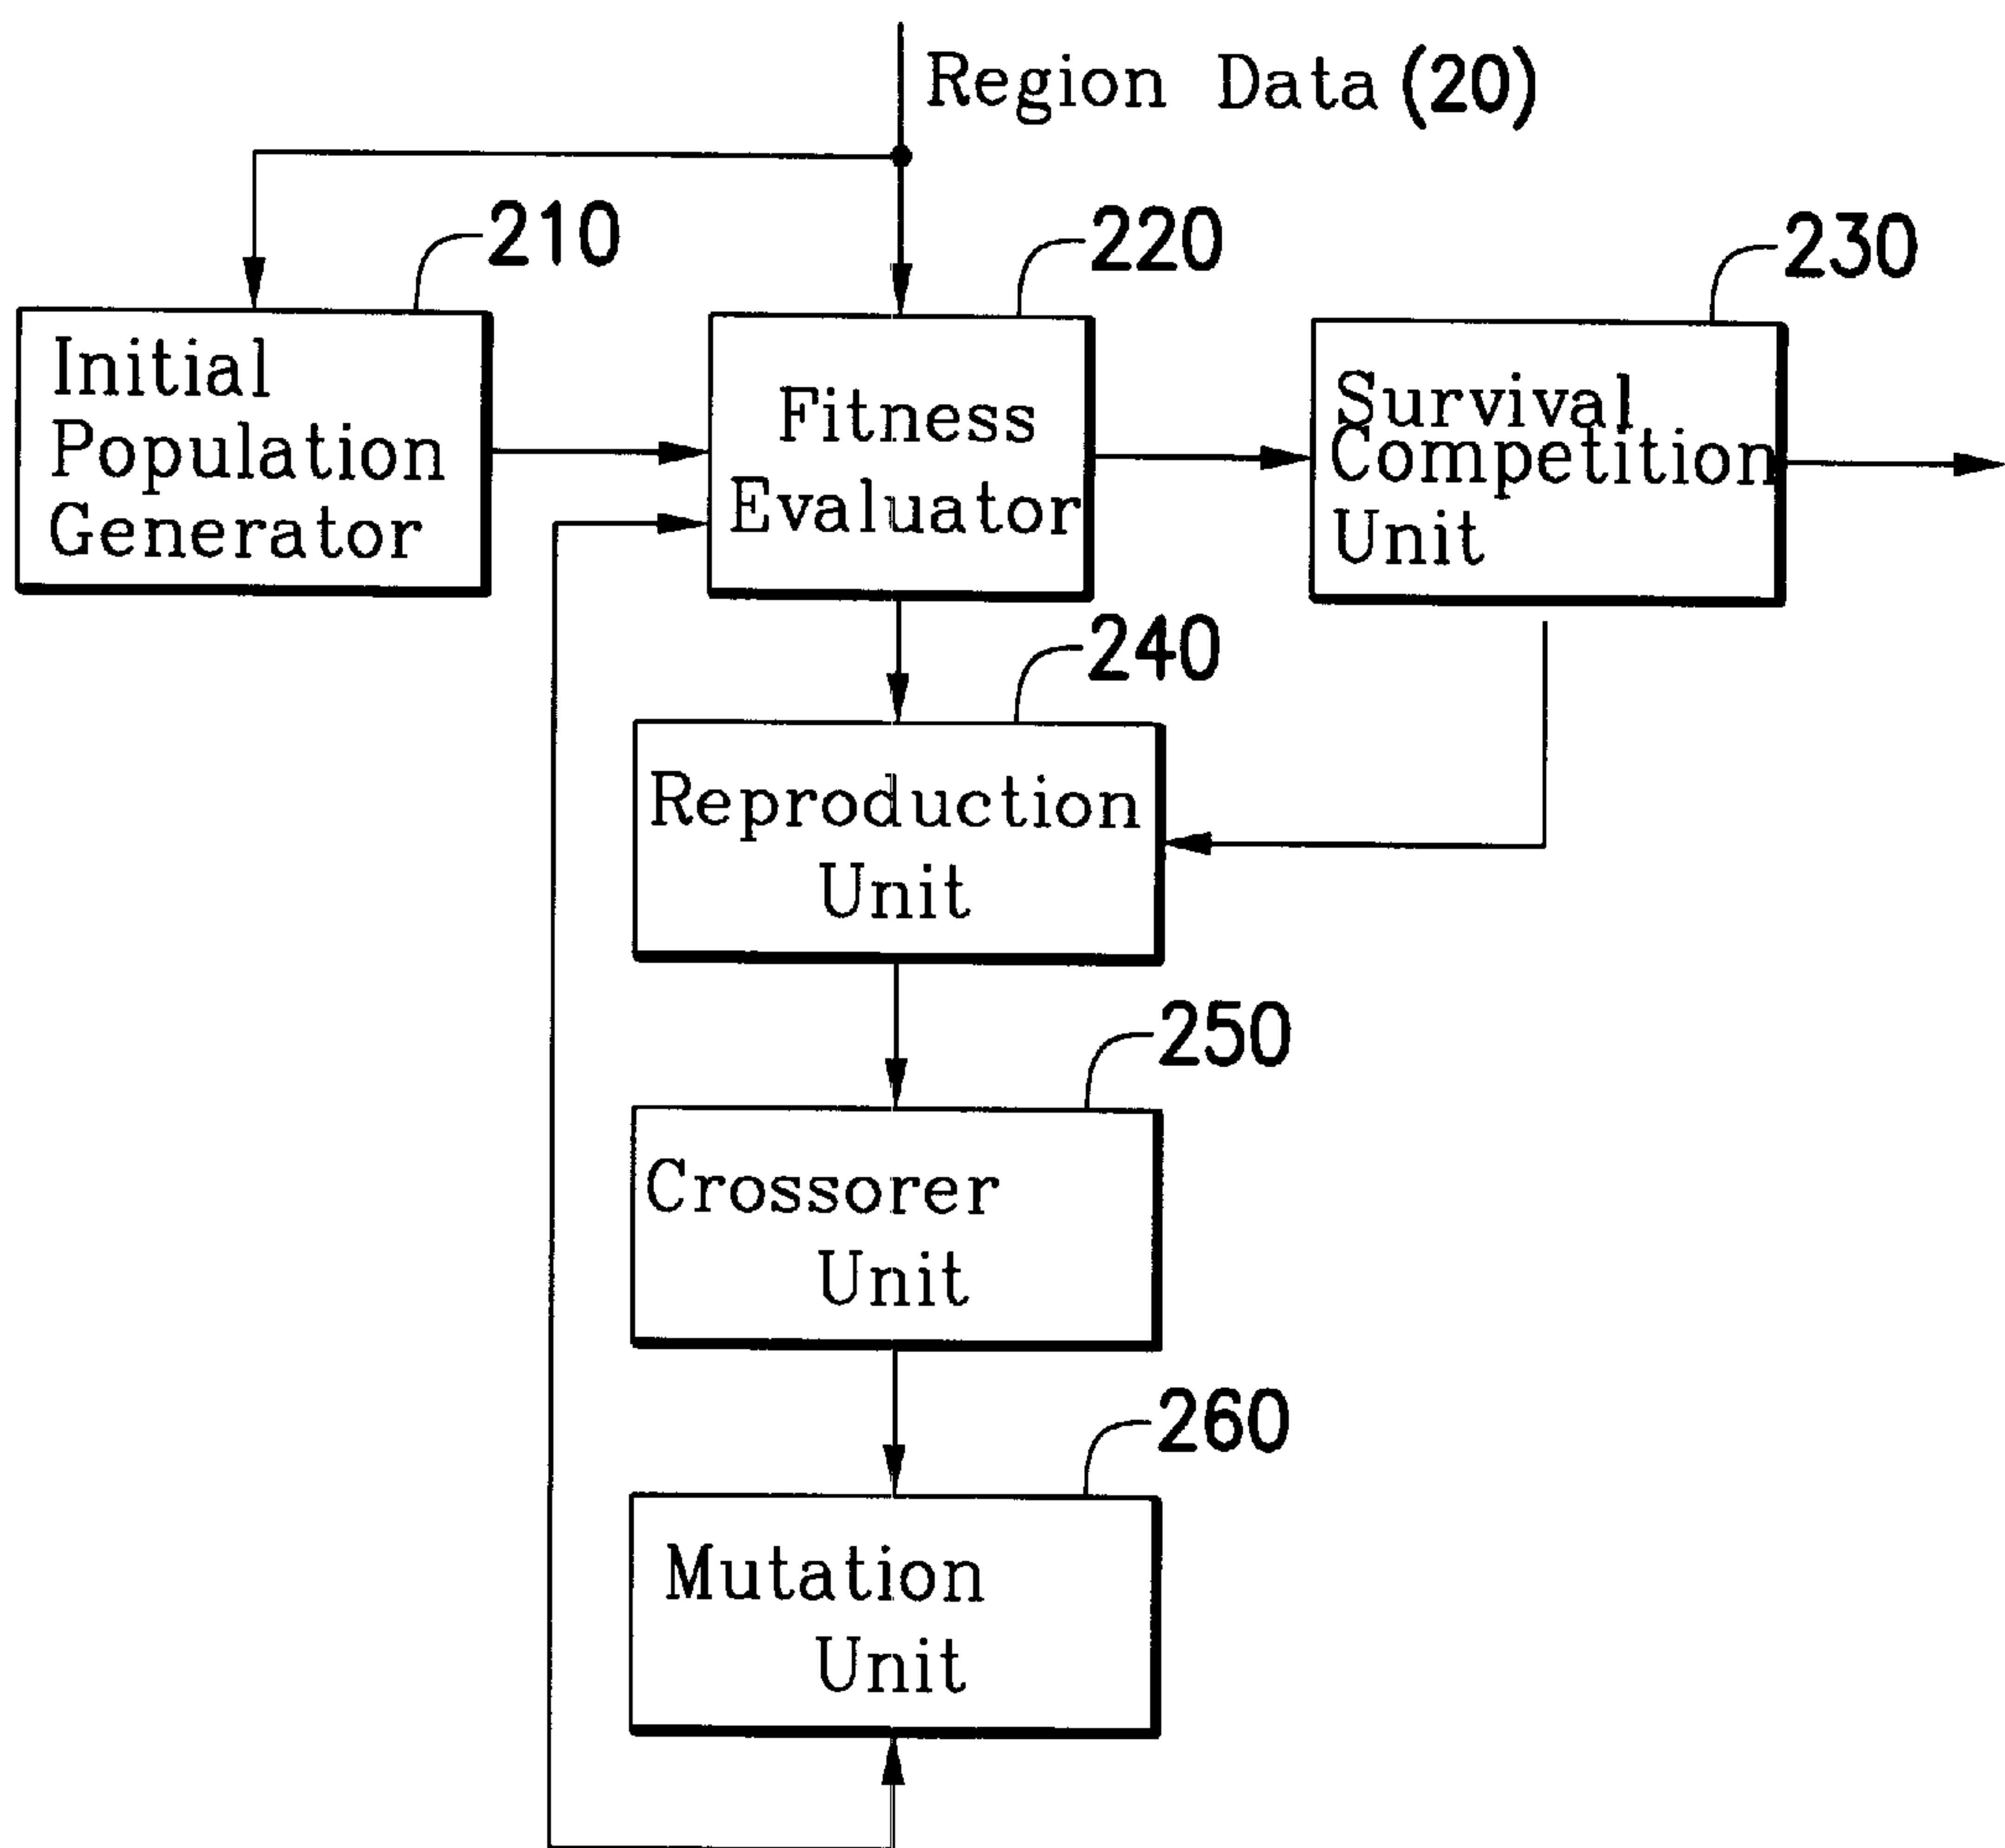 Region Data (20)
210
220
230
Initial
Population
Generator
Fitness
Evaluator
Survival
Competition
Unit
240
Reproduction
Unit
250
Crossorer
Unit
260
Mutation
Unit